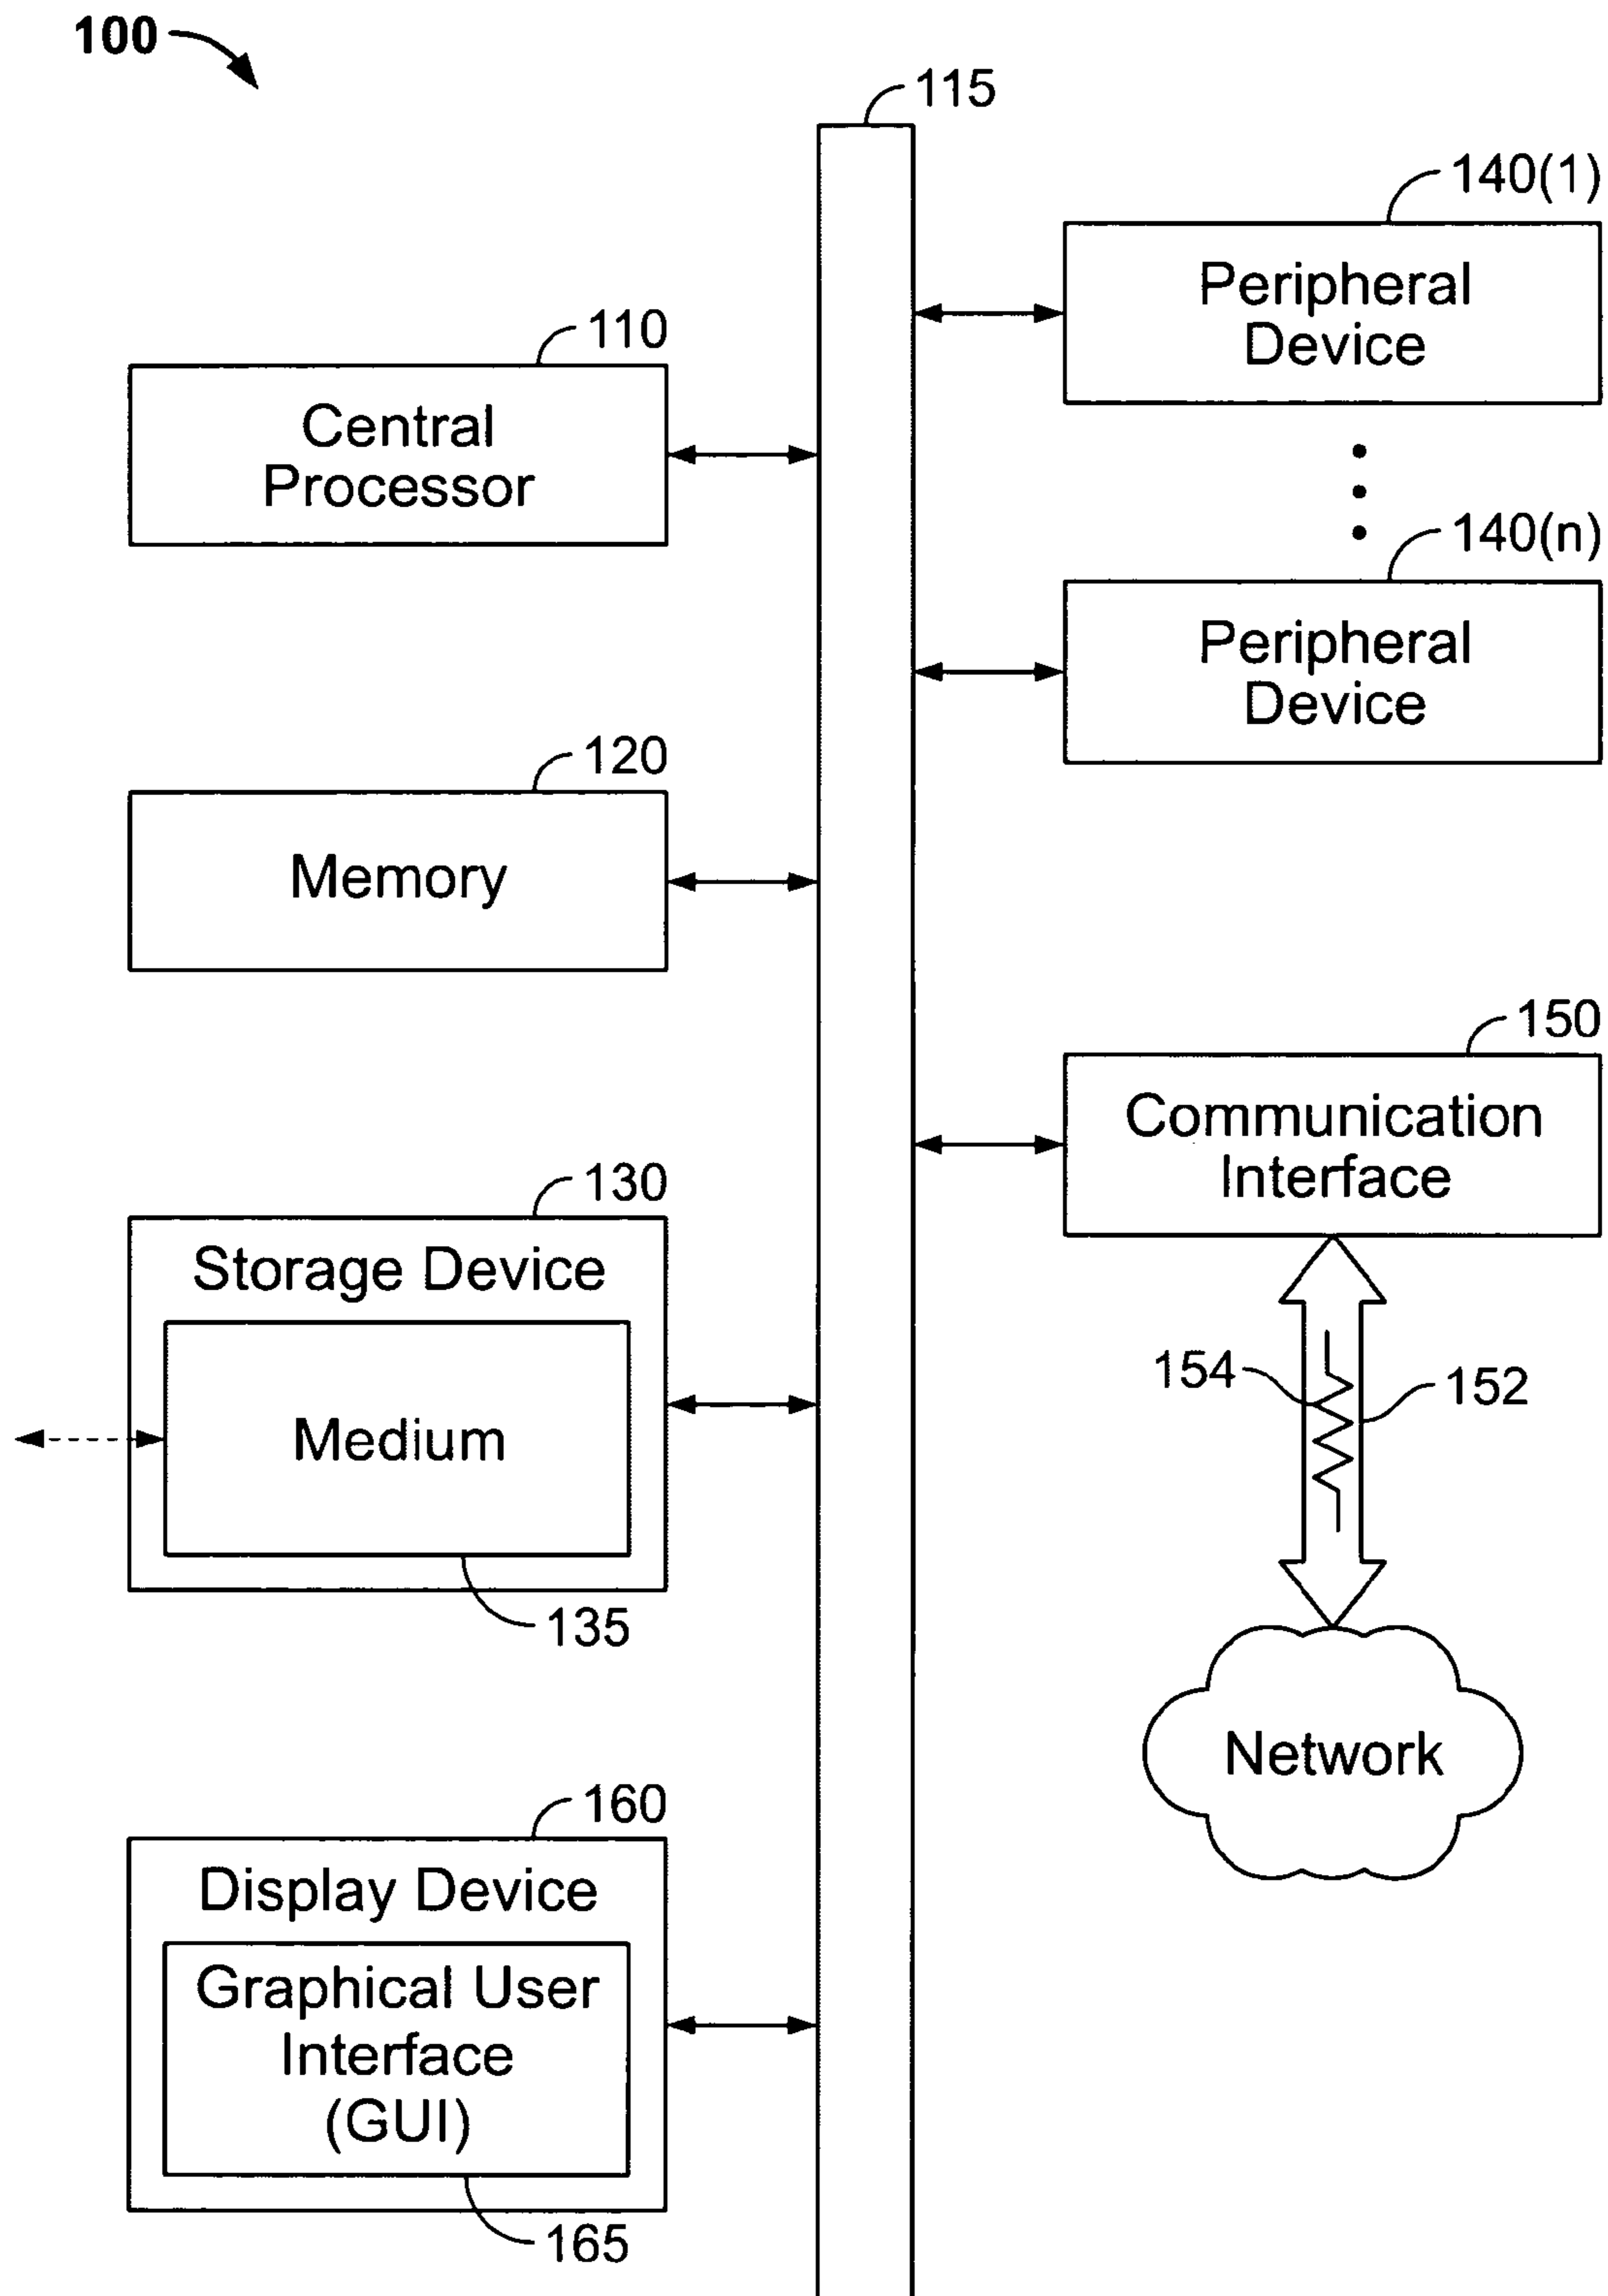 100
115
140(1)
Peripheral
Device
110
Central
Processor
140(n)
Peripheral
Device
120
Memory
150
Communication
Interface
130
Storage Device
Medium
135
154
152
Network
160
Display Device
Graphical User
Interface
(GUI)
165